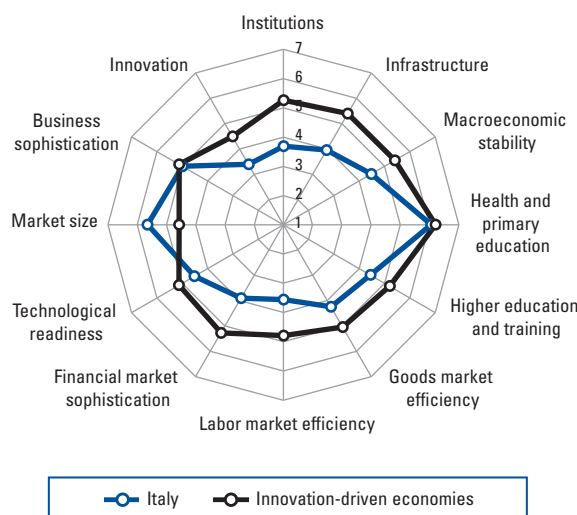 Institutions
7
6
5
4
3
2
1
Infrastructure
Macroeconomic
stability
Health and
primary
education
Higher education
and training
Goods market
efficiency
Labor market efficiency
Financial market
sophistication
Technological
readiness
Market size
Business
sophistication
Innovation
Italy
Innovation-driven economies